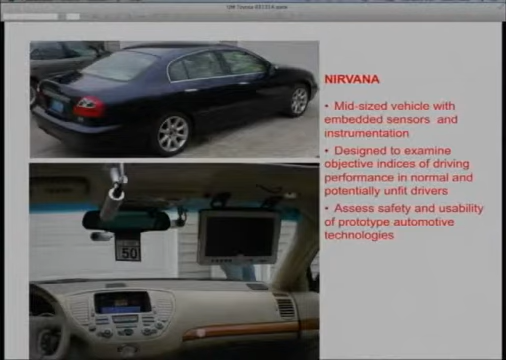 NIRVANA
• Mid-sized vehicle with
embedded sensors and
instrumentation
• Designed to examine
objective indices of driving
performance in normal and
potentially unfit drivers
• Assess safety and usability
of prototype automotive
technologies
50